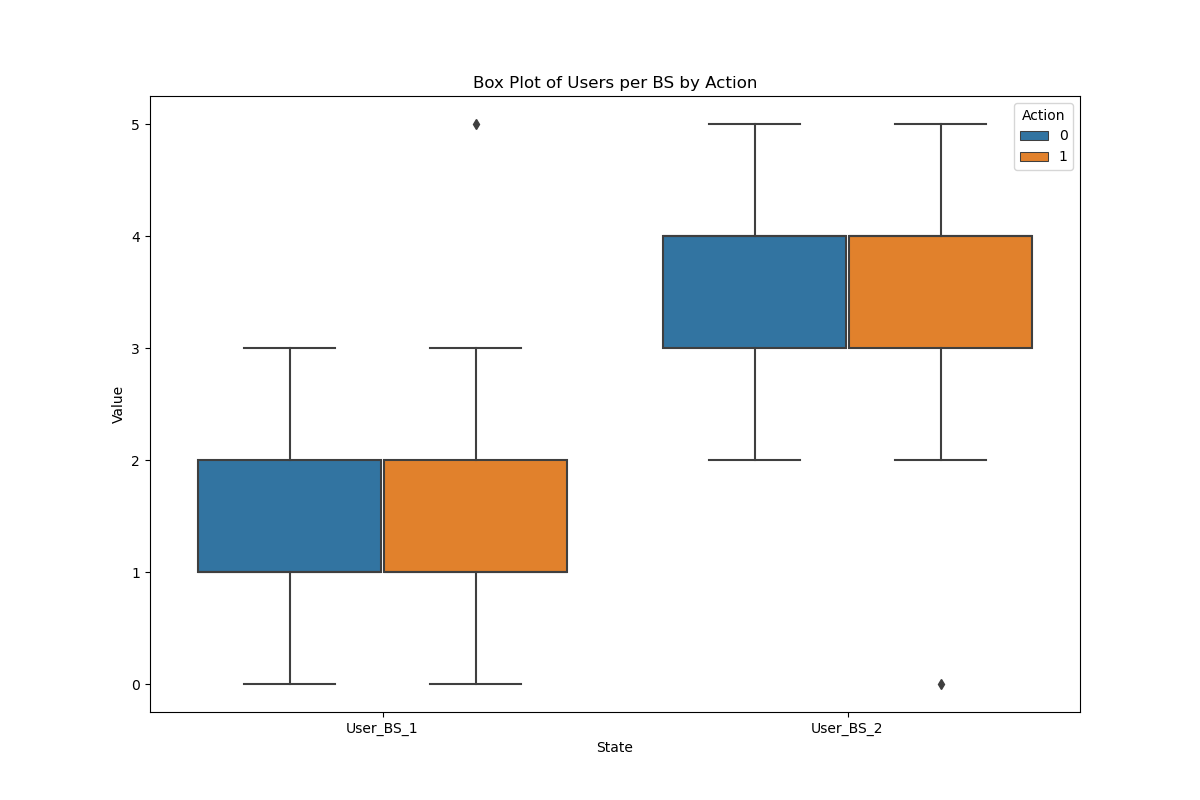 Box Plot of Users per BS by Action
Action
0
1
Value
5
4
3
2
1
0
User_BS_1
User_BS_2
State